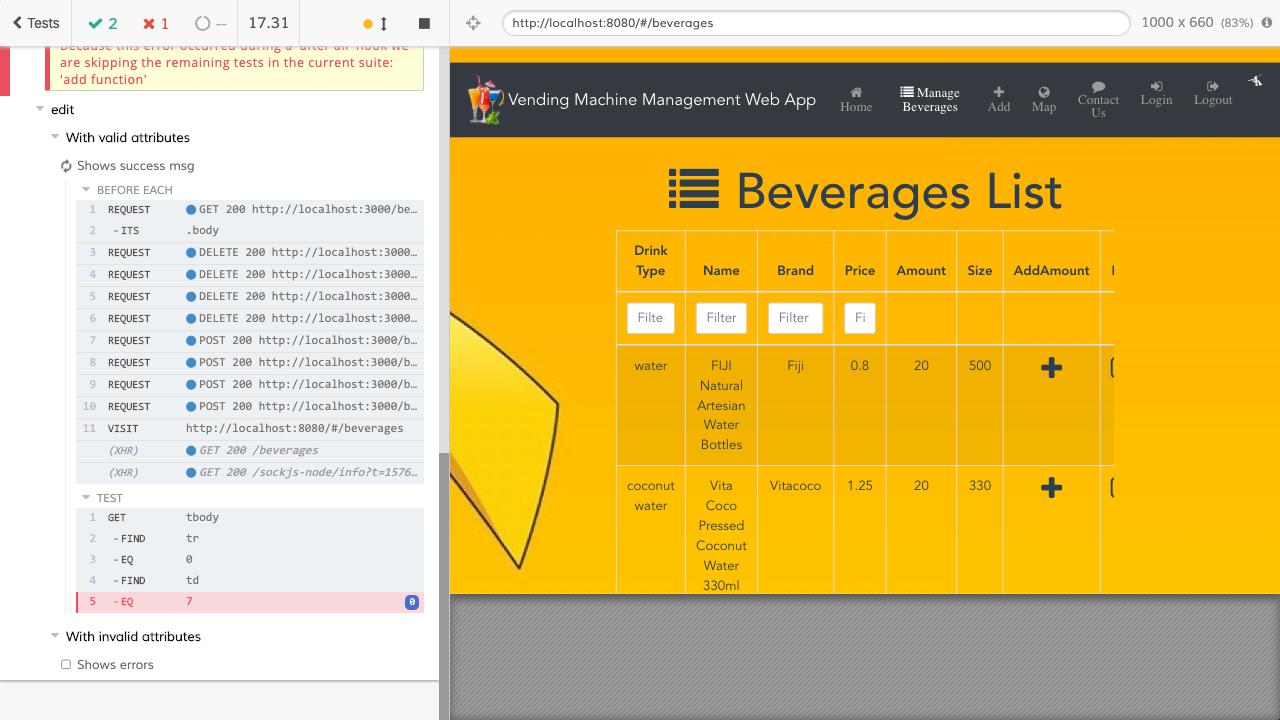 Tests
2
1
--
17.31
http://localhost:8080/#/beverages
1000 x 660 (83%)
Because this error occurred during a 'after all' hook we
are skipping the remaining tests in the current suite:
'add function'
edit
With valid attributes
Shows success msg
BEFORE EACH
1 REQUEST GET 200 http://localhost:3000/be…
2 - ITS .body
3 REQUEST DELETE 200 http://localhost:3000…
4 REQUEST DELETE 200 http://localhost:3000…
5 REQUEST DELETE 200 http://localhost:3000…
6 REQUEST DELETE 200 http://localhost:3000…
7 REQUEST POST 200 http://localhost:3000/b…
8 REQUEST POST 200 http://localhost:3000/b…
9 REQUEST POST 200 http://localhost:3000/b…
10 REQUEST POST 200 http://localhost:3000/b…
11 VISIT http://localhost:8080/#/beverages
(XHR) GET 200 /beverages
(XHR) GET 200 /sockjs-node/info?t=1576…
TEST
1 GET tbody
2 - FIND tr
3 - EQ 0
4 - FIND td
5 - EQ 7 0
With invalid attributes
Shows errors
Vending Machine Management Web App
Home
Manage
Beverages
Add
Map
Contact
Us
Login
Logout
Beverages List
Drink
Type Name Brand Price Amount Size AddAmount
Filte Filter Filter Fi
water FIJI Fiji 0.8 20 500
Natural
Artesian
Water
Bottles
coconut Vita Vitacoco 1.25 20 330
water Coco
Pressed
Coconut
Water
330ml